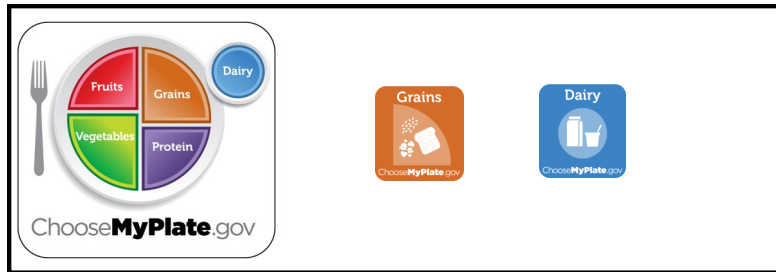 Fruits
Grains
Dairy
Vegetables
Protein
ChooseMyPlate.gov
Grains
ChooseMyPlate.gov
Dairy
ChooseMyPlate.gov